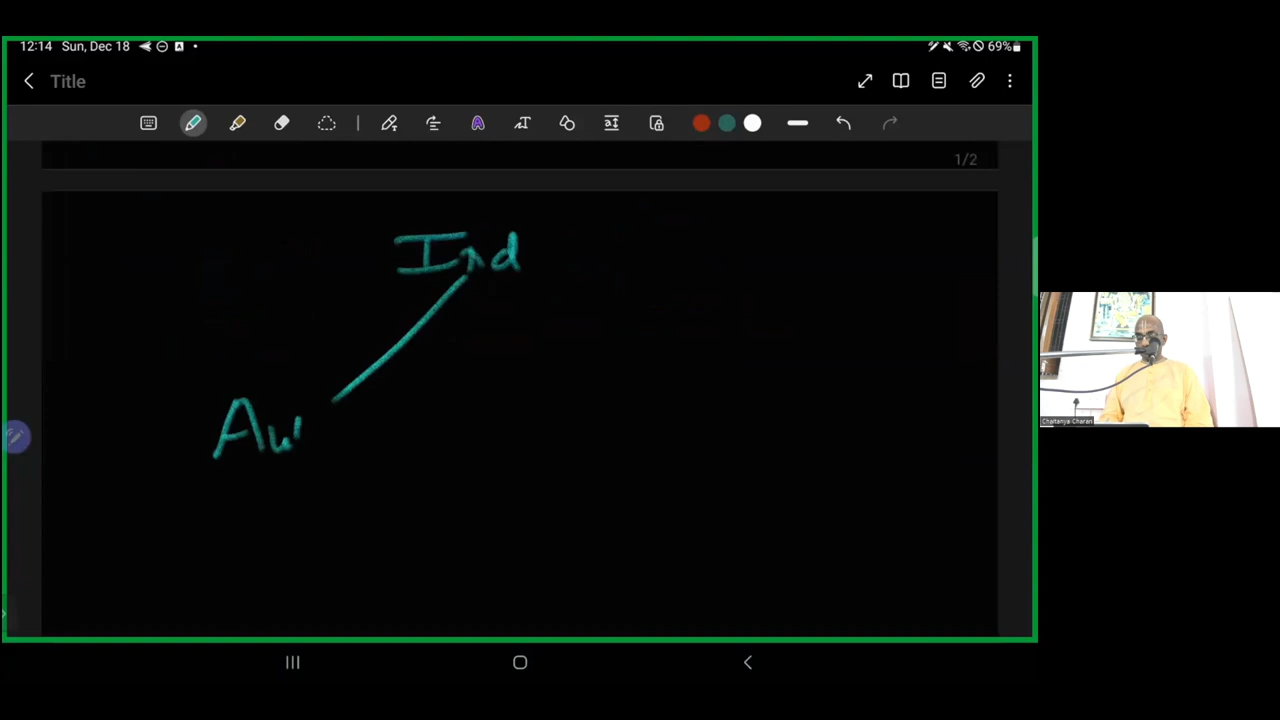 12:14 Sun, Dec 18
69%
Title
1/2
Ind
Aw
Chaitanya Charan